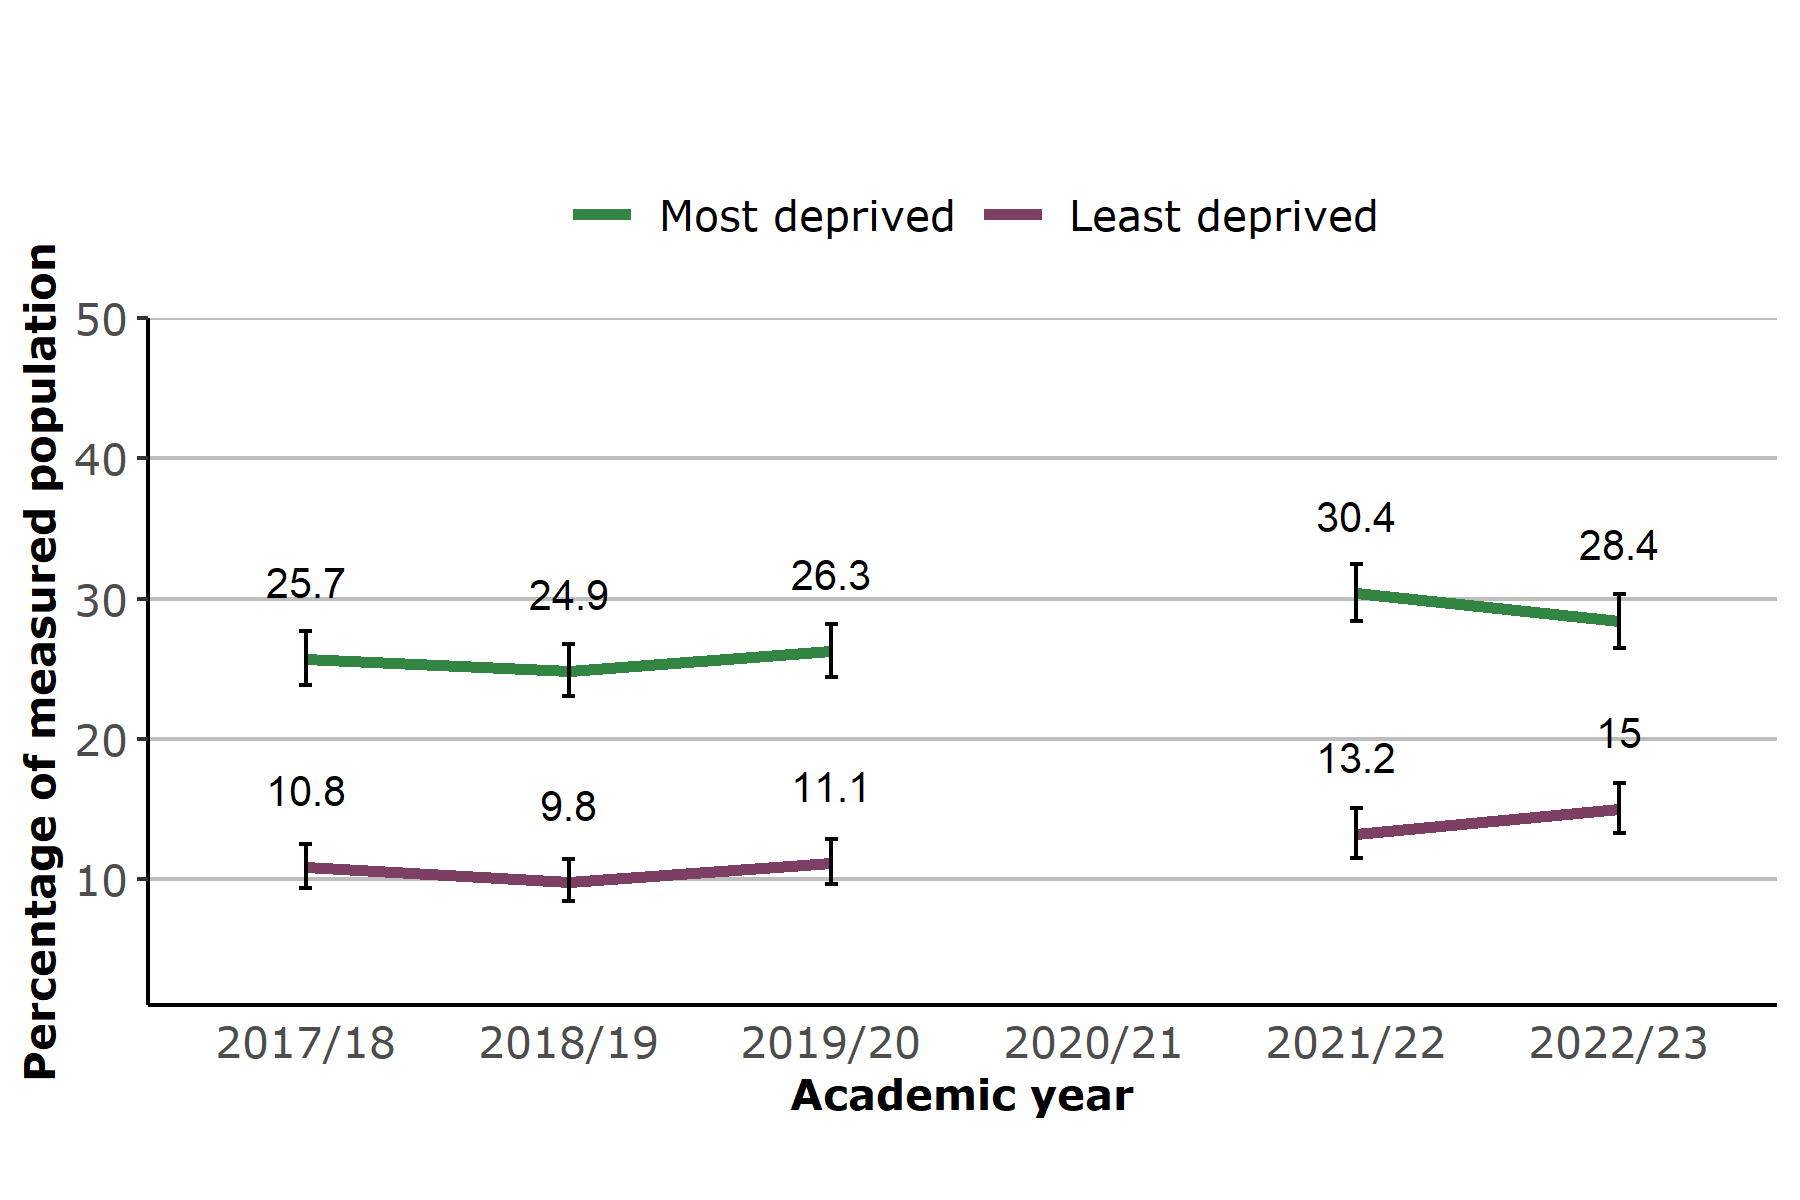 Most deprived Least deprived
Percentage of measured population
50
40
30
20
10
25.7 24.9 26.3 30.4 28.4
10.8 9.8 11.1 13.2 15
2017/18 2018/19 2019/20 2020/21 2021/22 2022/23
Academic year